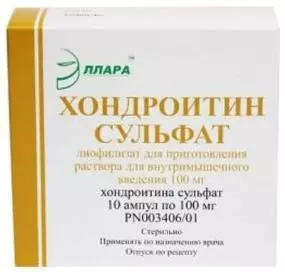 ЭЛЛАРА
ХОНДРОИТИН
СУЛЬФАТ
лиофилизат для приготовления
раствора для внутримышечного
введения 100 мг
хондроитина сульфат
10 ампул по 100 мг
PN003406/01
Стерильно
Применять по назначению врача
Отпуск по рецепту